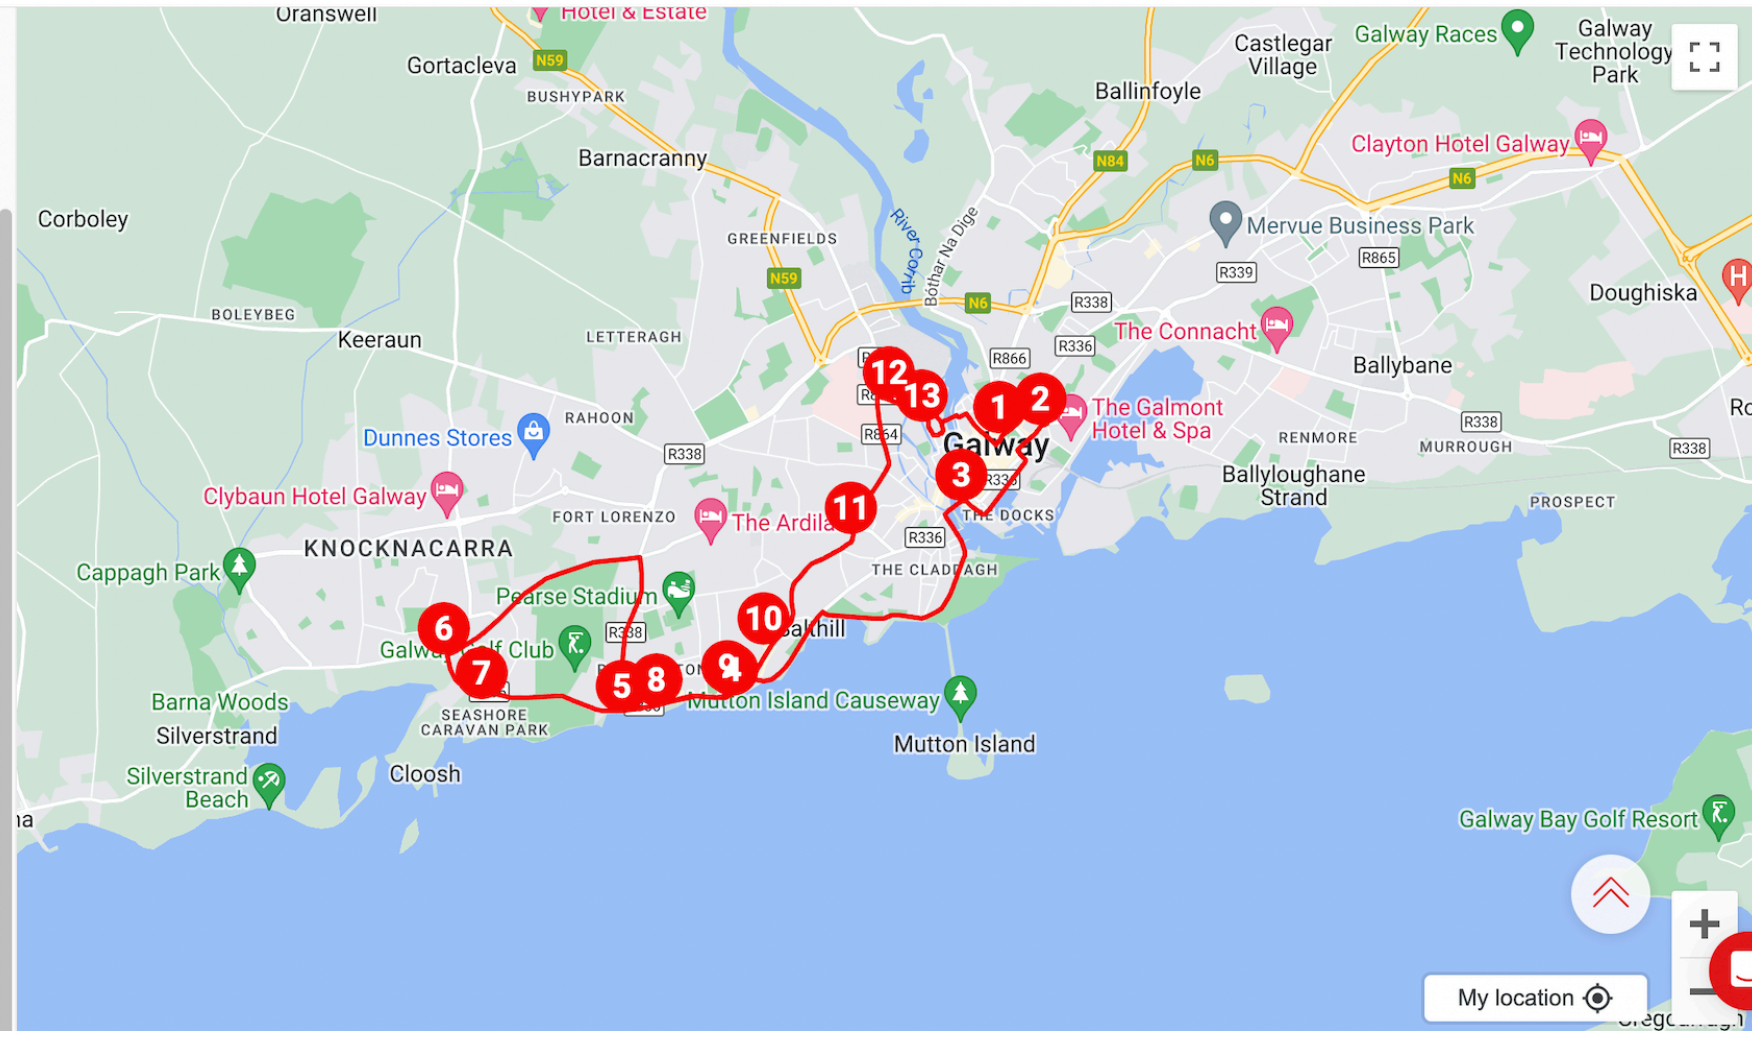 Oranswell
Hotel & Estate
Galway Races
Galway
Technology
Park
Castlegar
Village
Gortacleva
N59
BUSHYPARK
Ballinfoyle
Clayton Hotel Galway
Barnacranny
N84
N6
N6
Corboley
River Corrib
Bóthar Na Dige
Mervue Business Park
GREENFIELDS
R865
N59
R339
H
Doughiska
BOLEYBEG
N6
R338
Keeraun
LETTERAGH
The Connacht
R336
R866
Ballybane
12
13
1
2
The Galmont
Hotel & Spa
RAHOON
Dunnes Stores
R864
Galway
R338
RENMORE
MURROUGH
R338
R338
3
Ballyloughane
Strand
Clybaun Hotel Galway
PROSPECT
11
FORT LORENZO
The Ardila
THE DOCKS
R336
KNOCKNACARRA
Cappagh Park
THE CLADDAGH
Pearse Stadium
6
10
R338
Salthill
Galway Golf Club
7
5
8
9
4
Barna Woods
Mutton Island Causeway
SEASHORE
CARAVAN PARK
Silverstrand
Mutton Island
Cloosh
Silverstrand
Beach
Galway Bay Golf Resort
+
My location
−